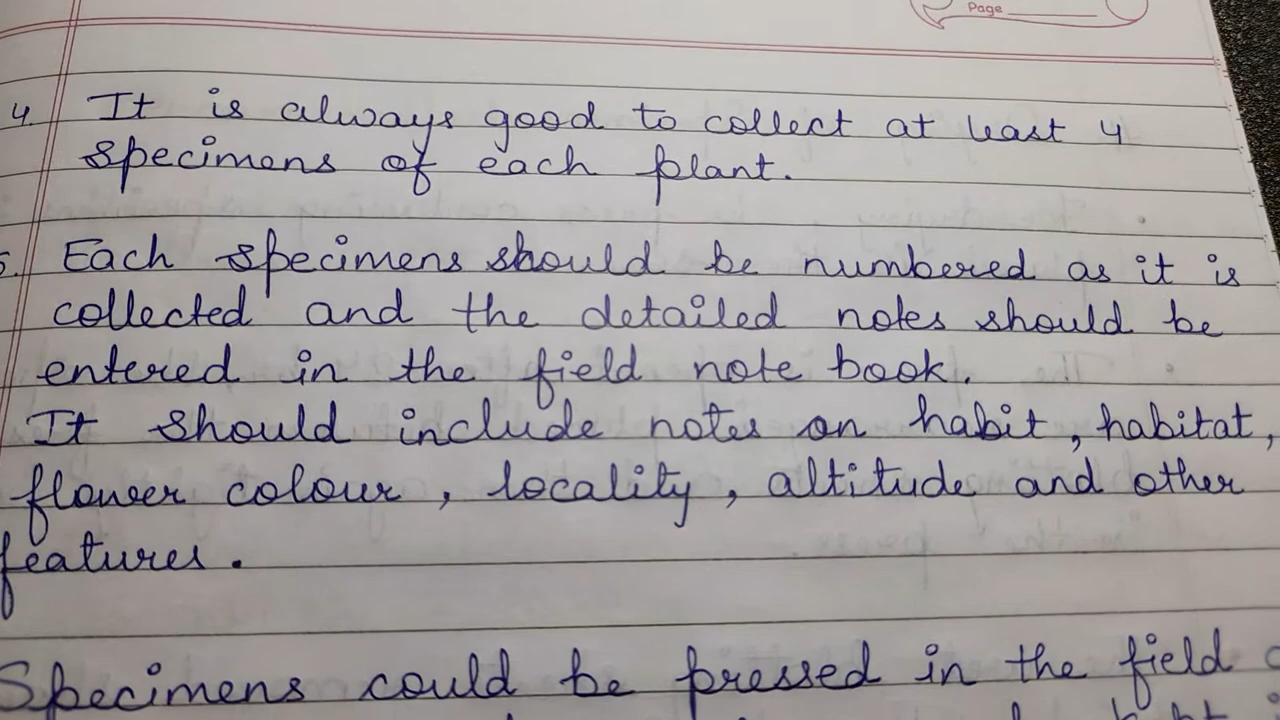 Page
4. It is always good to collect at least 4
specimens of each plant.
5. Each specimens should be numbered as it is
collected and the detailed notes should be
entered in the field note book.
It should include notes on habit, habitat,
flower colour, locality, altitude and other
features.
Specimens could be pressed in the field